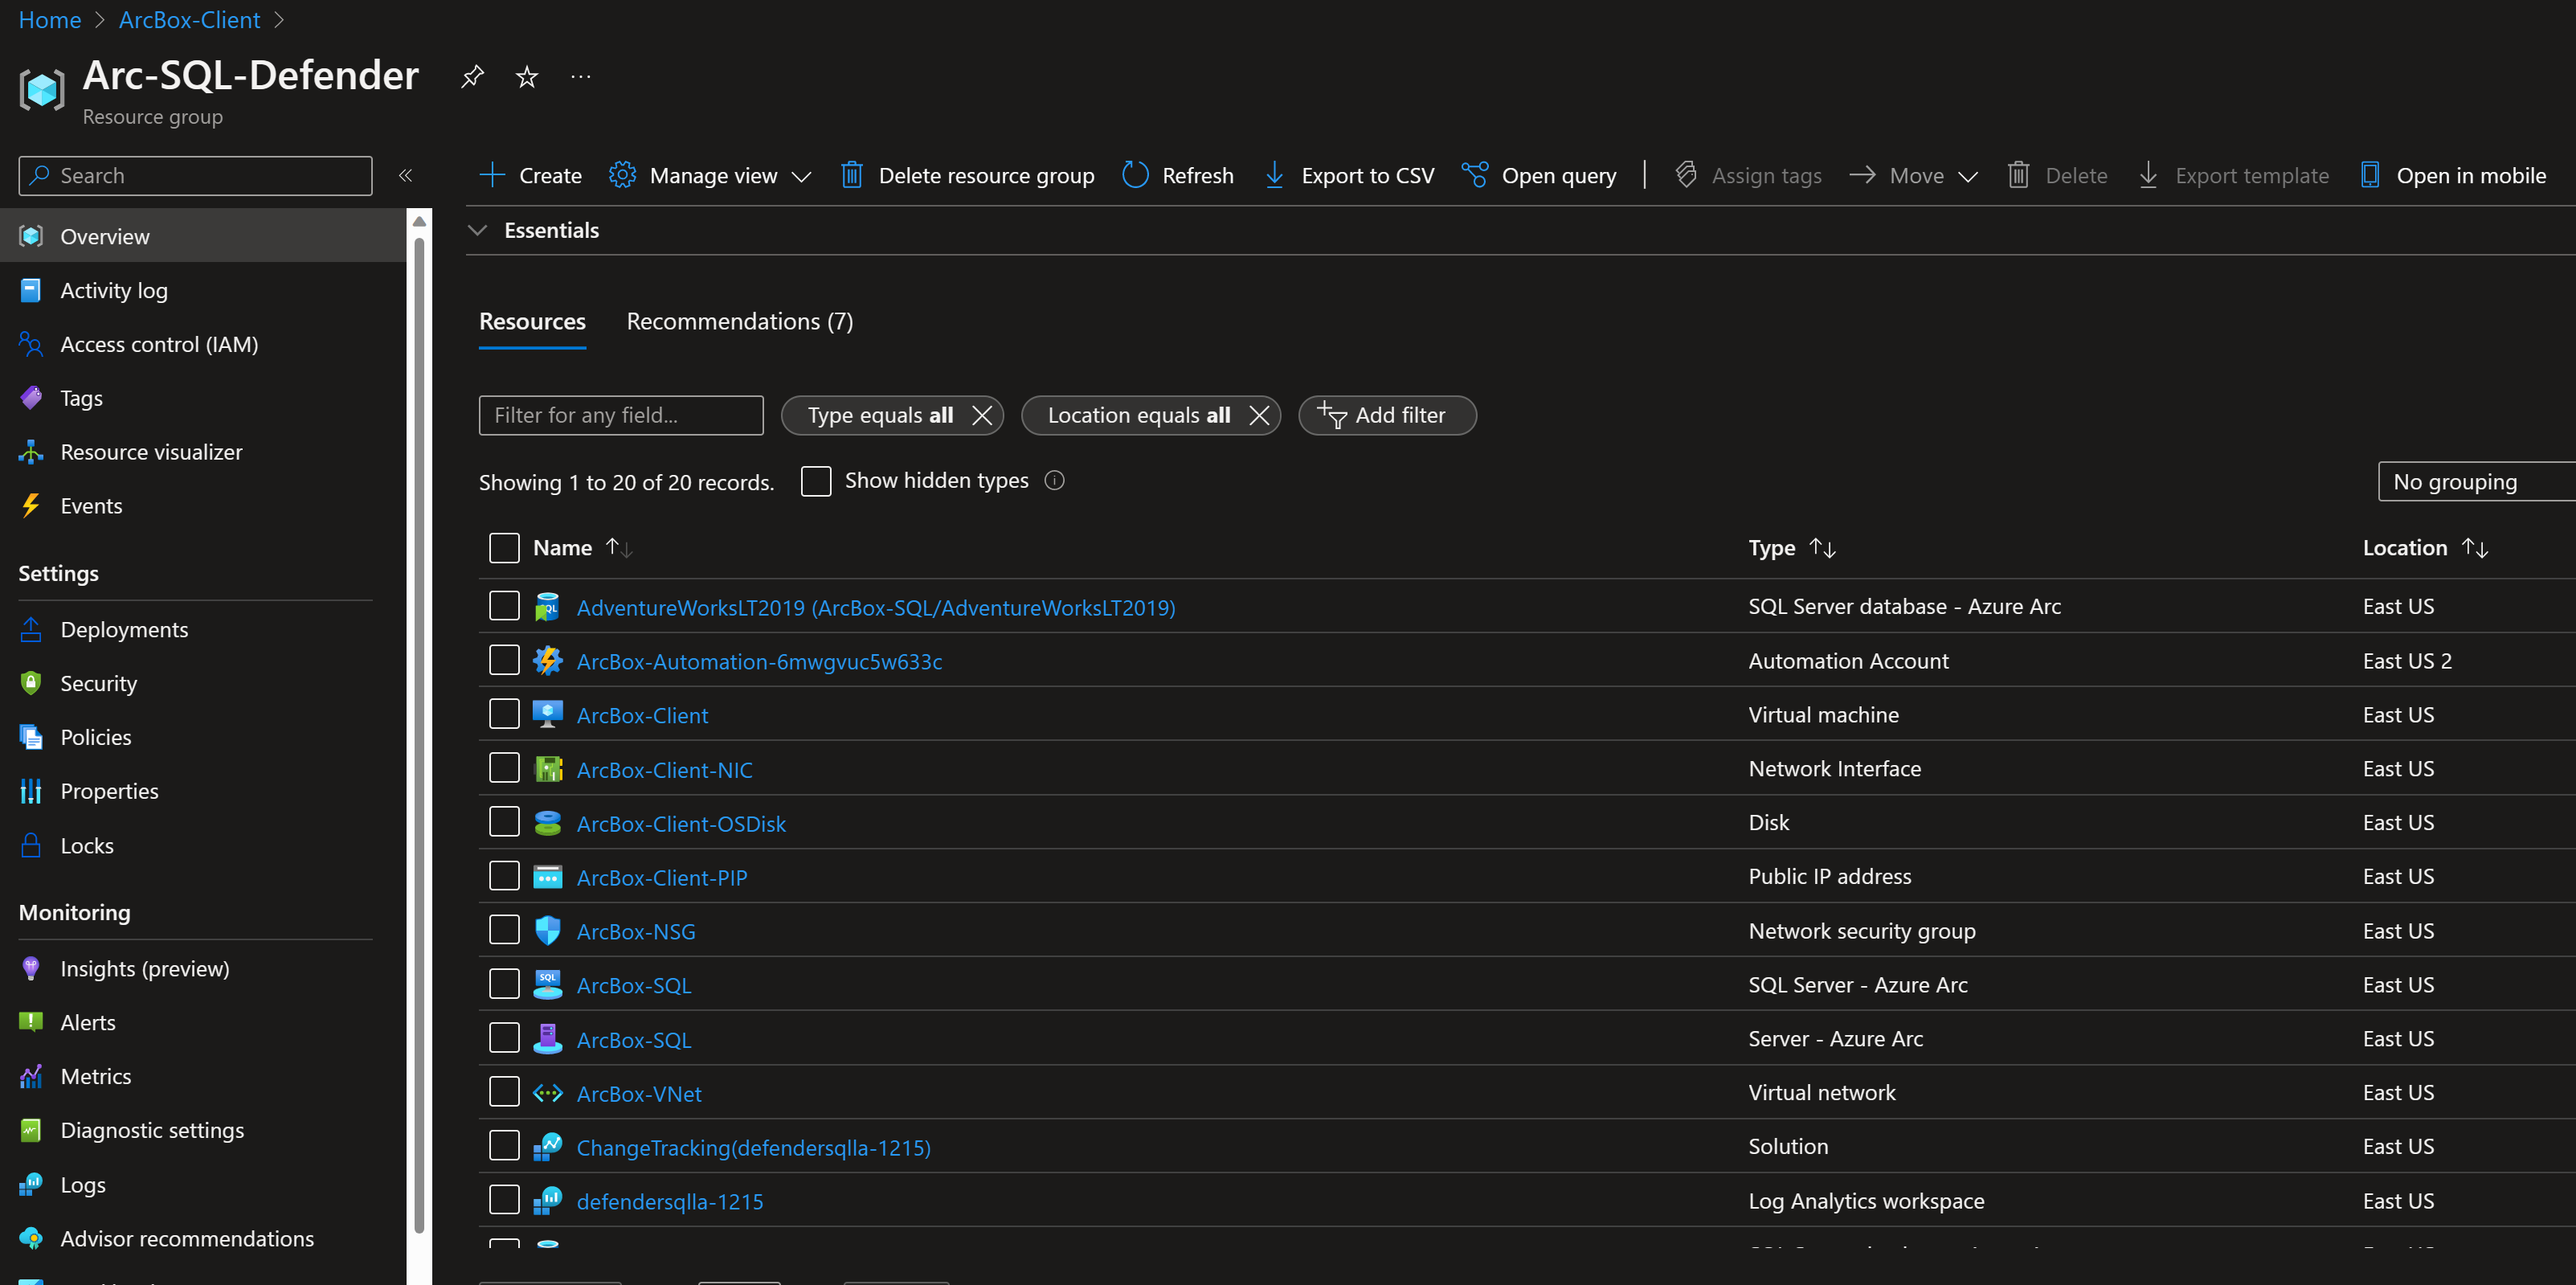 Home > ArcBox-Client >
Arc-SQL-Defender
Resource group
Search
Create Manage view Delete resource group Refresh Export to CSV Open query Assign tags Move Delete Export template Open in mobile
Overview
Activity log
Access control (IAM)
Tags
Resource visualizer
Events
Settings
Deployments
Security
Policies
Properties
Locks
Monitoring
Insights (preview)
Alerts
Metrics
Diagnostic settings
Logs
Advisor recommendations
Essentials
Resources Recommendations (7)
Filter for any field... Type equals all Location equals all Add filter
Showing 1 to 20 of 20 records. Show hidden types No grouping
Name Type Location
AdventureWorksLT2019 (ArcBox-SQL/AdventureWorksLT2019) SQL Server database - Azure Arc East US
ArcBox-Automation-6mwgvuc5w633c Automation Account East US 2
ArcBox-Client Virtual machine East US
ArcBox-Client-NIC Network Interface East US
ArcBox-Client-OSDisk Disk East US
ArcBox-Client-PIP Public IP address East US
ArcBox-NSG Network security group East US
ArcBox-SQL SQL Server - Azure Arc East US
ArcBox-SQL Server - Azure Arc East US
ArcBox-VNet Virtual network East US
ChangeTracking(defendersqlla-1215) Solution East US
defendersqlla-1215 Log Analytics workspace East US